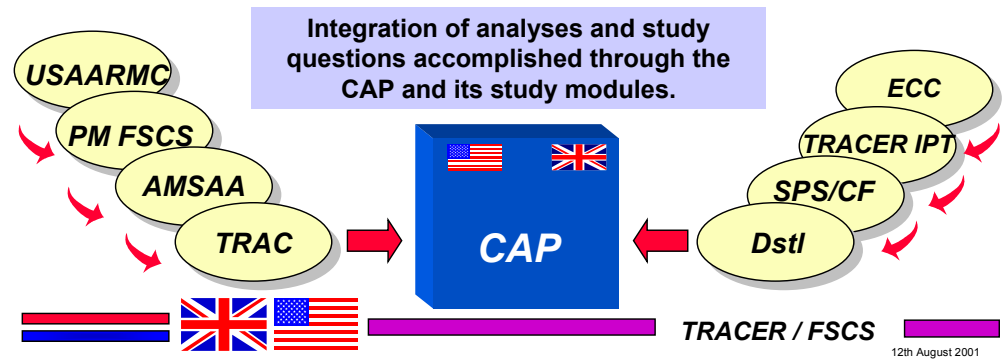 Integration of analyses and study
questions accomplished through the
CAP and its study modules.
USAARMC
PM FSCS
AMSAA
TRAC
CAP
ECC
TRACER IPT
SPS/CF
Dstl
TRACER / FSCS
12th August 2001